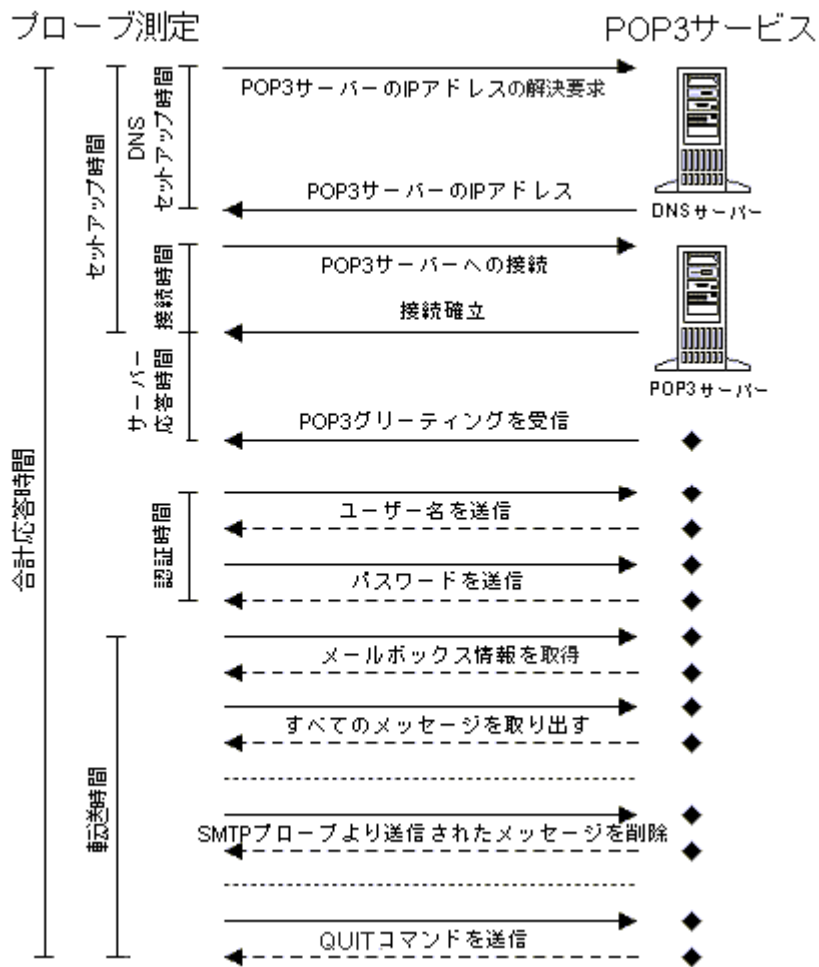 プローブ測定
POP3サービス
POP3サーバーのIPアドレスの解決要求
DNS
セットアップ時間
セットアップ時間
POP3サーバーのIPアドレス
DNSサーバー
POP3サーバーへの接続
接続時間
接続確立
POP3サーバー
サーバー
応答時間
POP3グリーティングを受信
合計応答時間
ユーザー名を送信
認証時間
パスワードを送信
メールボックス情報を取得
すべてのメッセージを取り出す
転送時間
SMTPプローブより送信されたメッセージを削除
QUITコマンドを送信